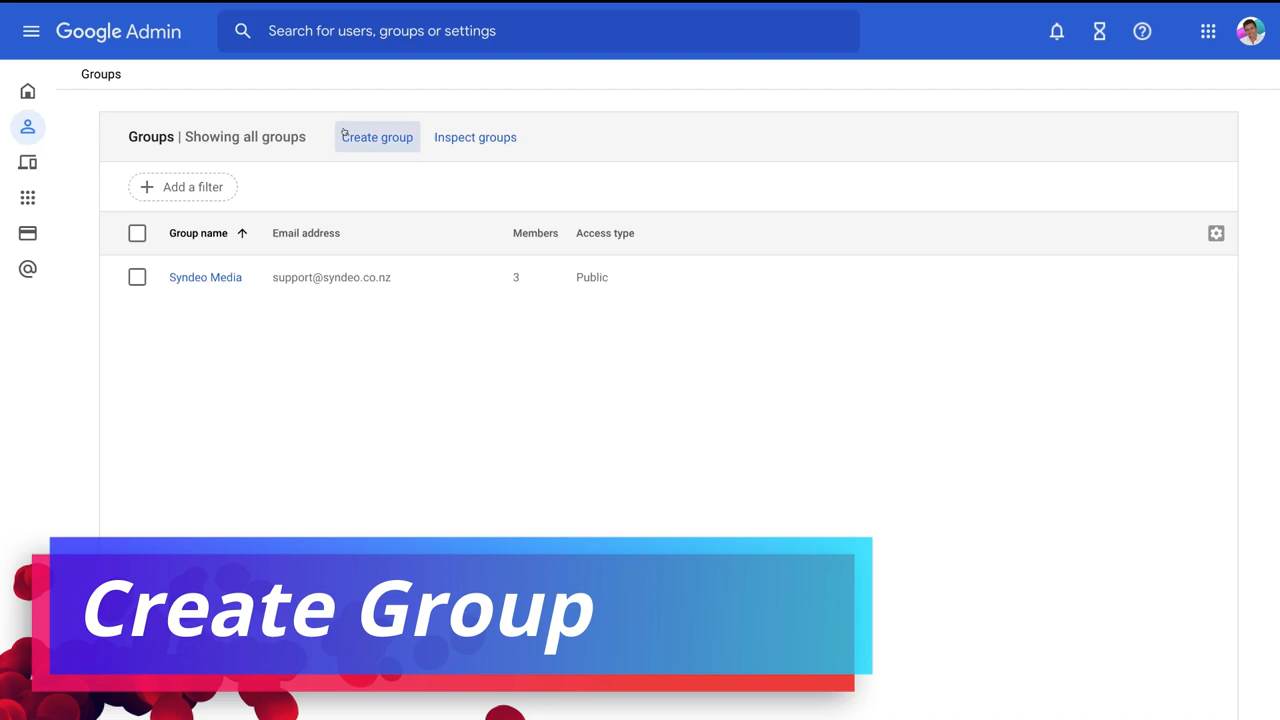 Google Admin
Search for users, groups or settings
Groups
Groups | Showing all groups
Create group
Inspect groups
Add a filter
Group name
Email address
Members
Access type
Syndeo Media
support@syndeo.co.nz
3
Public
Create Group